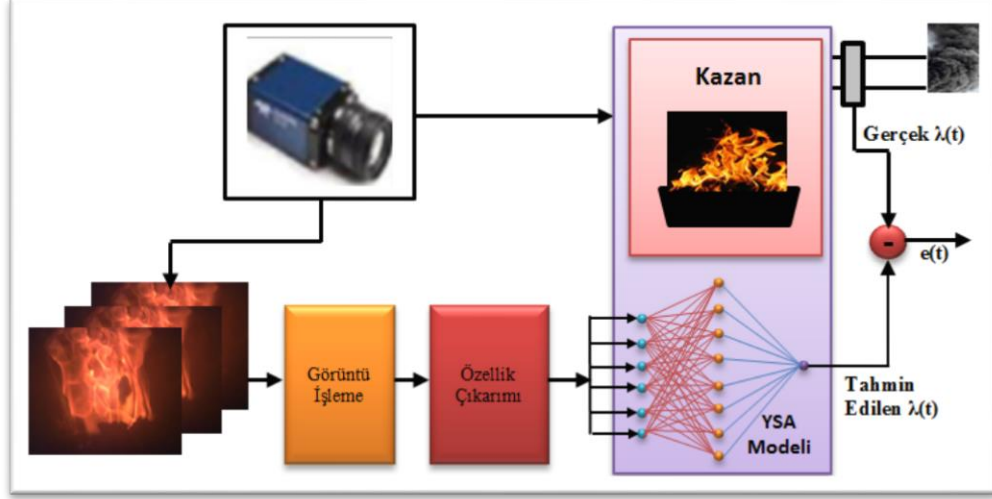 Kazan
Gerçek λ(t)
-
e(t)
Görüntü
İşleme
Özellik
Çıkarımı
YSA
Modeli
Tahmin
Edilen λ(t)